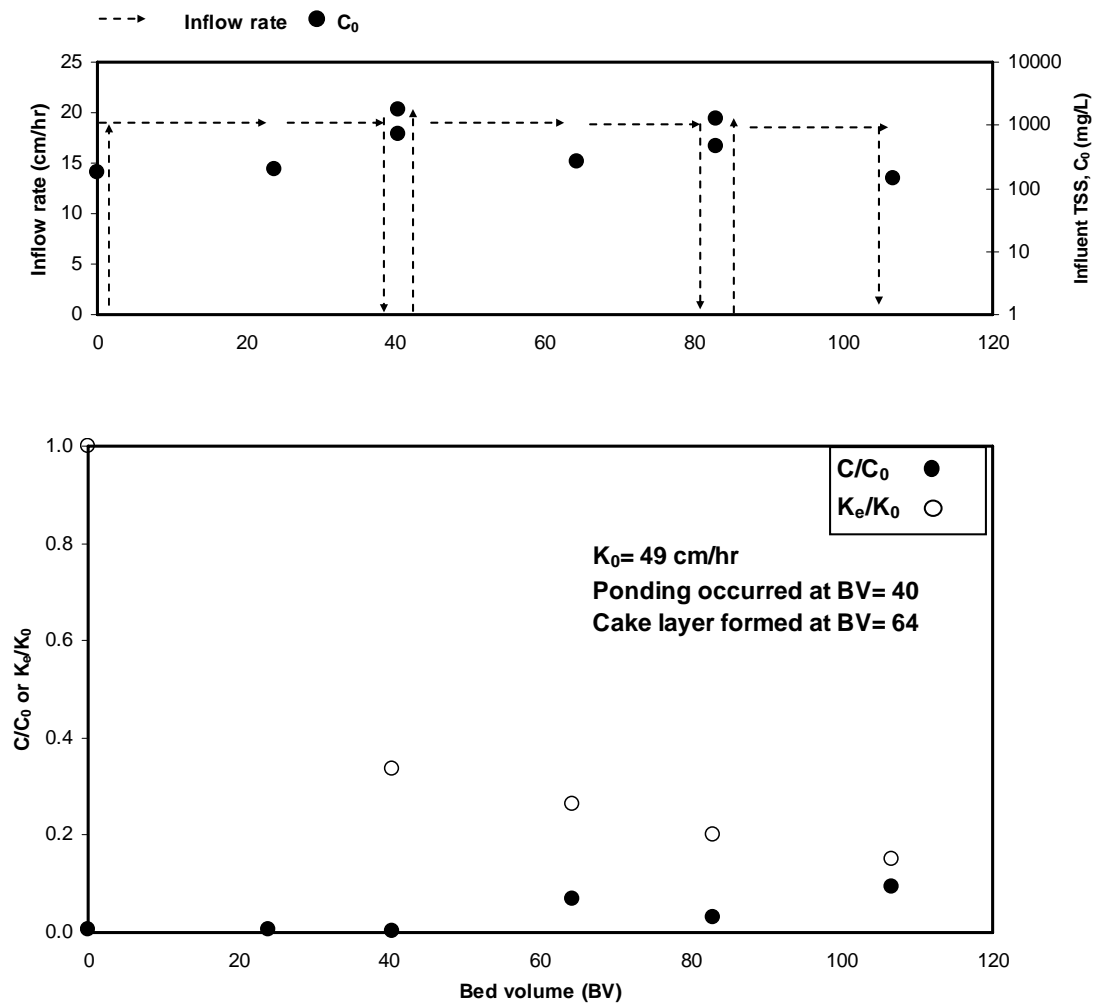 Inflow rate C₀
25
20
15
10
5
0
Inflow rate (cm/hr)
10000
1000
100
10
1
Influent TSS, C₀ (mg/L)
0 20 40 60 80 100 120
1.0
0.8
0.6
0.4
0.2
0.0
C/C₀ or Kₑ/K₀
C/C₀
Kₑ/K₀
K₀= 49 cm/hr
Ponding occurred at BV= 40
Cake layer formed at BV= 64
0 20 40 60 80 100 120
Bed volume (BV)